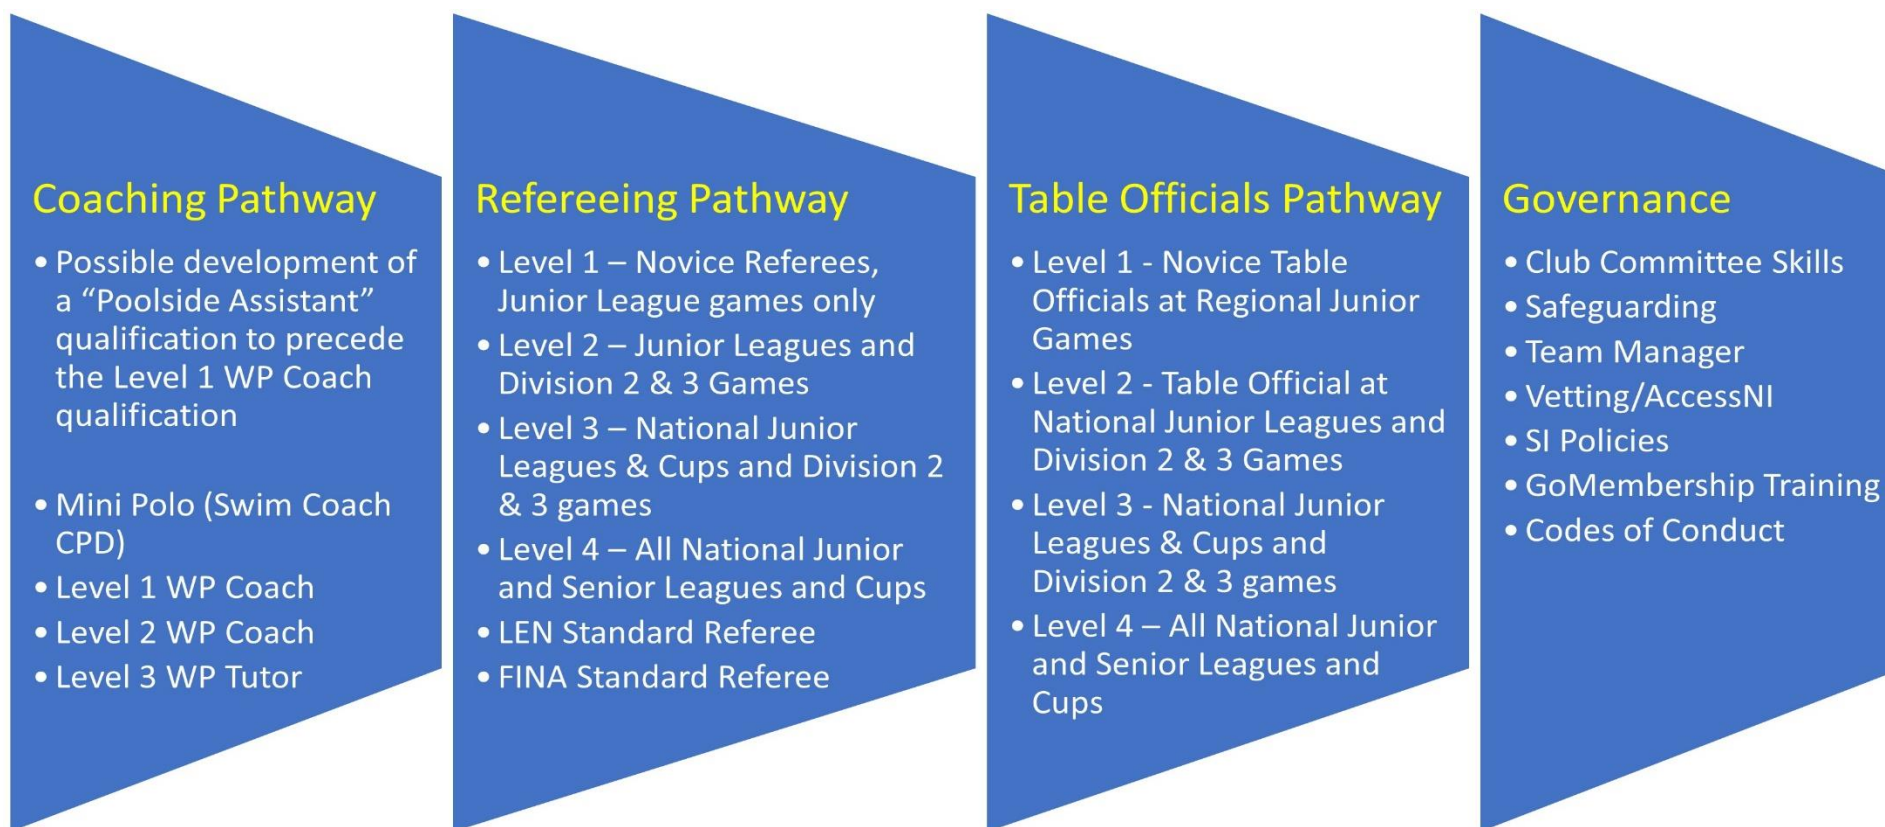 Coaching Pathway
• Possible development of
a “Poolside Assistant”
qualification to precede
the Level 1 WP Coach
qualification
• Mini Polo (Swim Coach
CPD)
• Level 1 WP Coach
• Level 2 WP Coach
• Level 3 WP Tutor
Refereeing Pathway
• Level 1 – Novice Referees,
Junior League games only
• Level 2 – Junior Leagues and
Division 2 & 3 Games
• Level 3 – National Junior
Leagues & Cups and Division 2
& 3 games
• Level 4 – All National Junior
and Senior Leagues and Cups
• LEN Standard Referee
• FINA Standard Referee
Table Officials Pathway
• Level 1 - Novice Table
Officials at Regional Junior
Games
• Level 2 - Table Official at
National Junior Leagues and
Division 2 & 3 Games
• Level 3 - National Junior
Leagues & Cups and
Division 2 & 3 games
• Level 4 – All National Junior
and Senior Leagues and
Cups
Governance
• Club Committee Skills
• Safeguarding
• Team Manager
• Vetting/AccessNI
• SI Policies
• GoMembership Training
• Codes of Conduct